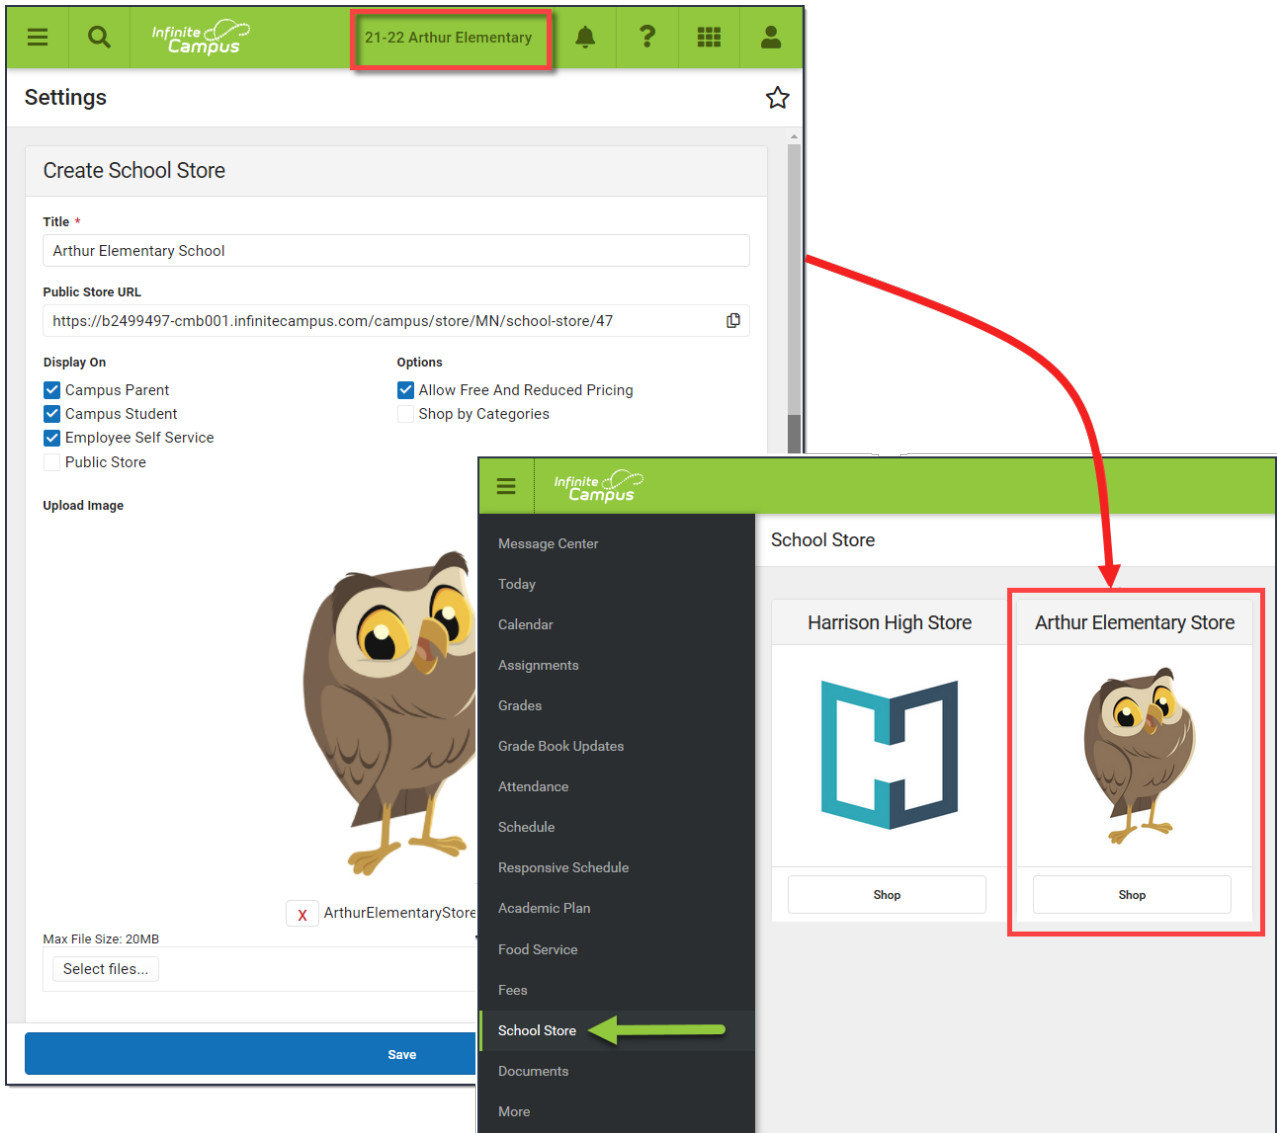 Infinite
Campus
21-22 Arthur Elementary
?
Settings
Create School Store
Title *
Arthur Elementary School
Public Store URL
https://b2499497-cmb001.infinitecampus.com/campus/store/MN/school-store/47
Display On
Options
Campus Parent
Allow Free And Reduced Pricing
Campus Student
Shop by Categories
Employee Self Service
Public Store
Upload Image
X ArthurElementaryStore
Max File Size: 20MB
Select files...
Save
Infinite
Campus
Message Center
Today
Calendar
Assignments
Grades
Grade Book Updates
Attendance
Schedule
Responsive Schedule
Academic Plan
Food Service
Fees
School Store
Documents
More
School Store
Harrison High Store
Shop
Arthur Elementary Store
Shop